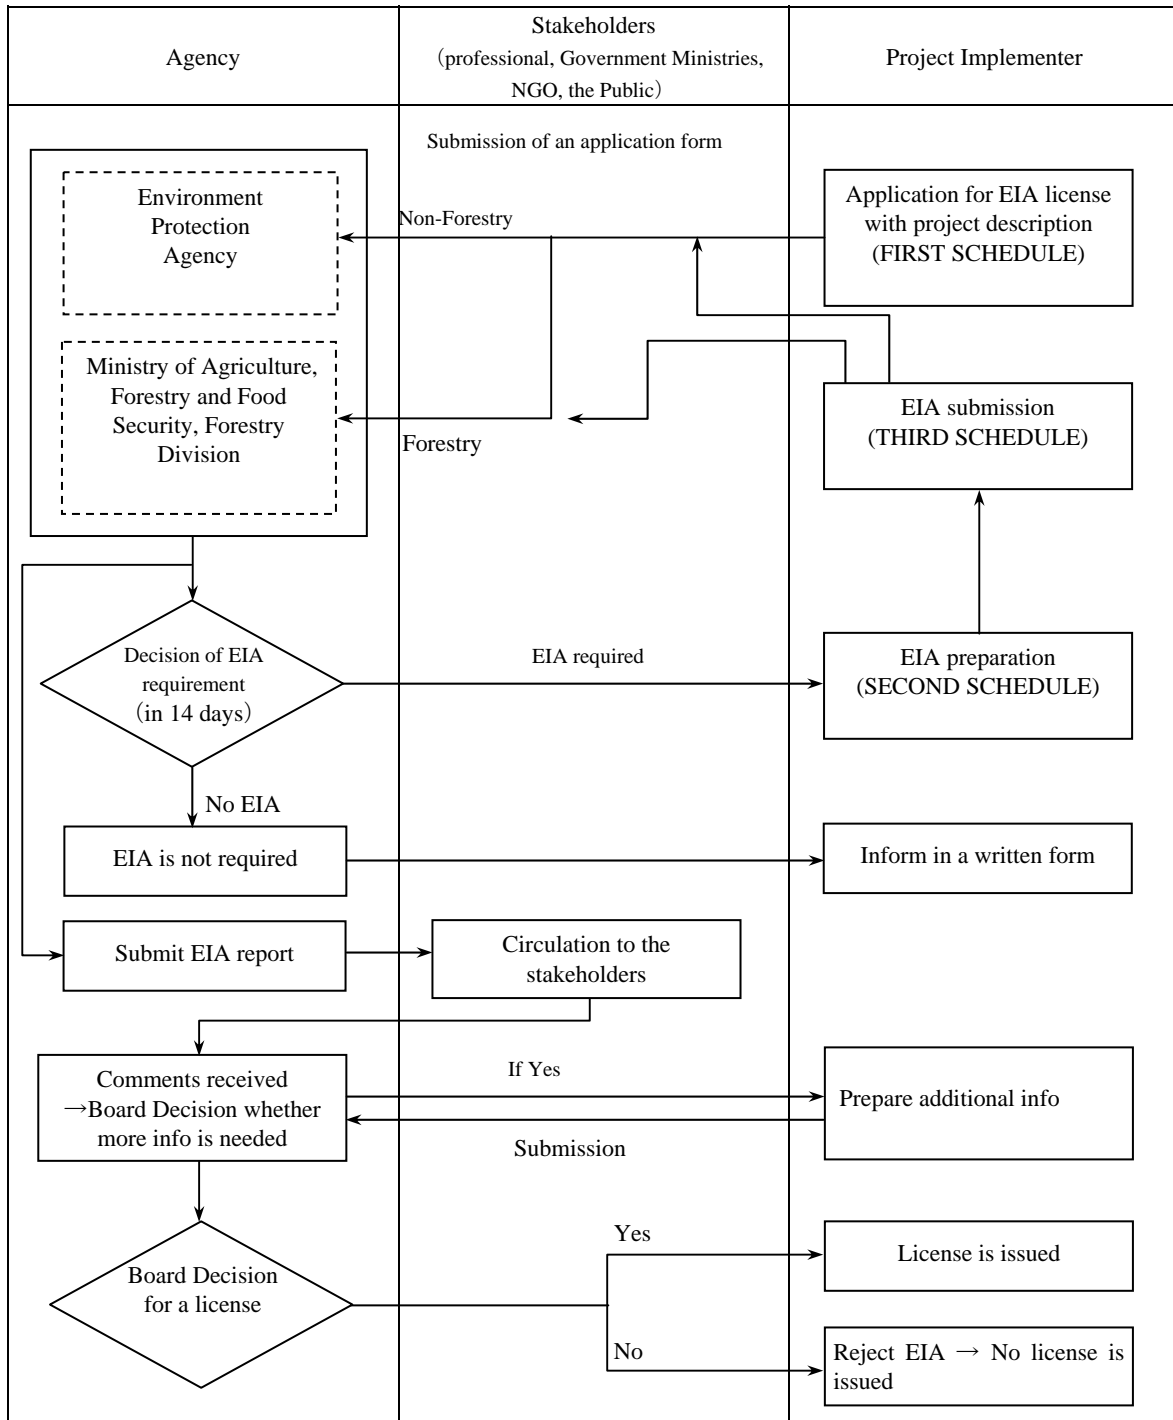 Agency
Stakeholders
（professional, Government Ministries,
NGO, the Public）
Project Implementer
Submission of an application form
Environment
Protection
Agency
Non-Forestry
Application for EIA license
with project description
(FIRST SCHEDULE)
Ministry of Agriculture,
Forestry and Food
Security, Forestry
Division
Forestry
EIA submission
(THIRD SCHEDULE)
Decision of EIA
requirement
（in 14 days）
EIA required
EIA preparation
(SECOND SCHEDULE)
No EIA
EIA is not required
Inform in a written form
Submit EIA report
Circulation to the
stakeholders
Comments received
→Board Decision whether
more info is needed
If Yes
Submission
Prepare additional info
Board Decision
for a license
Yes
License is issued
No
Reject EIA → No license is
issued